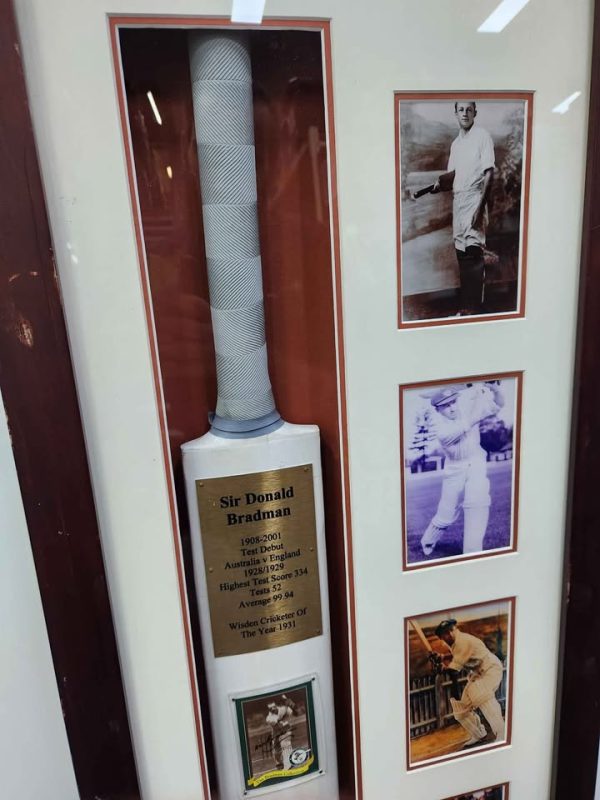 Sir Donald
Bradman
1908-2001
Test Debut
Australia v England
1928/1929
Highest Test Score 334
Tests 52
Average 99.94
Wisden Cricketer Of
The Year 1931